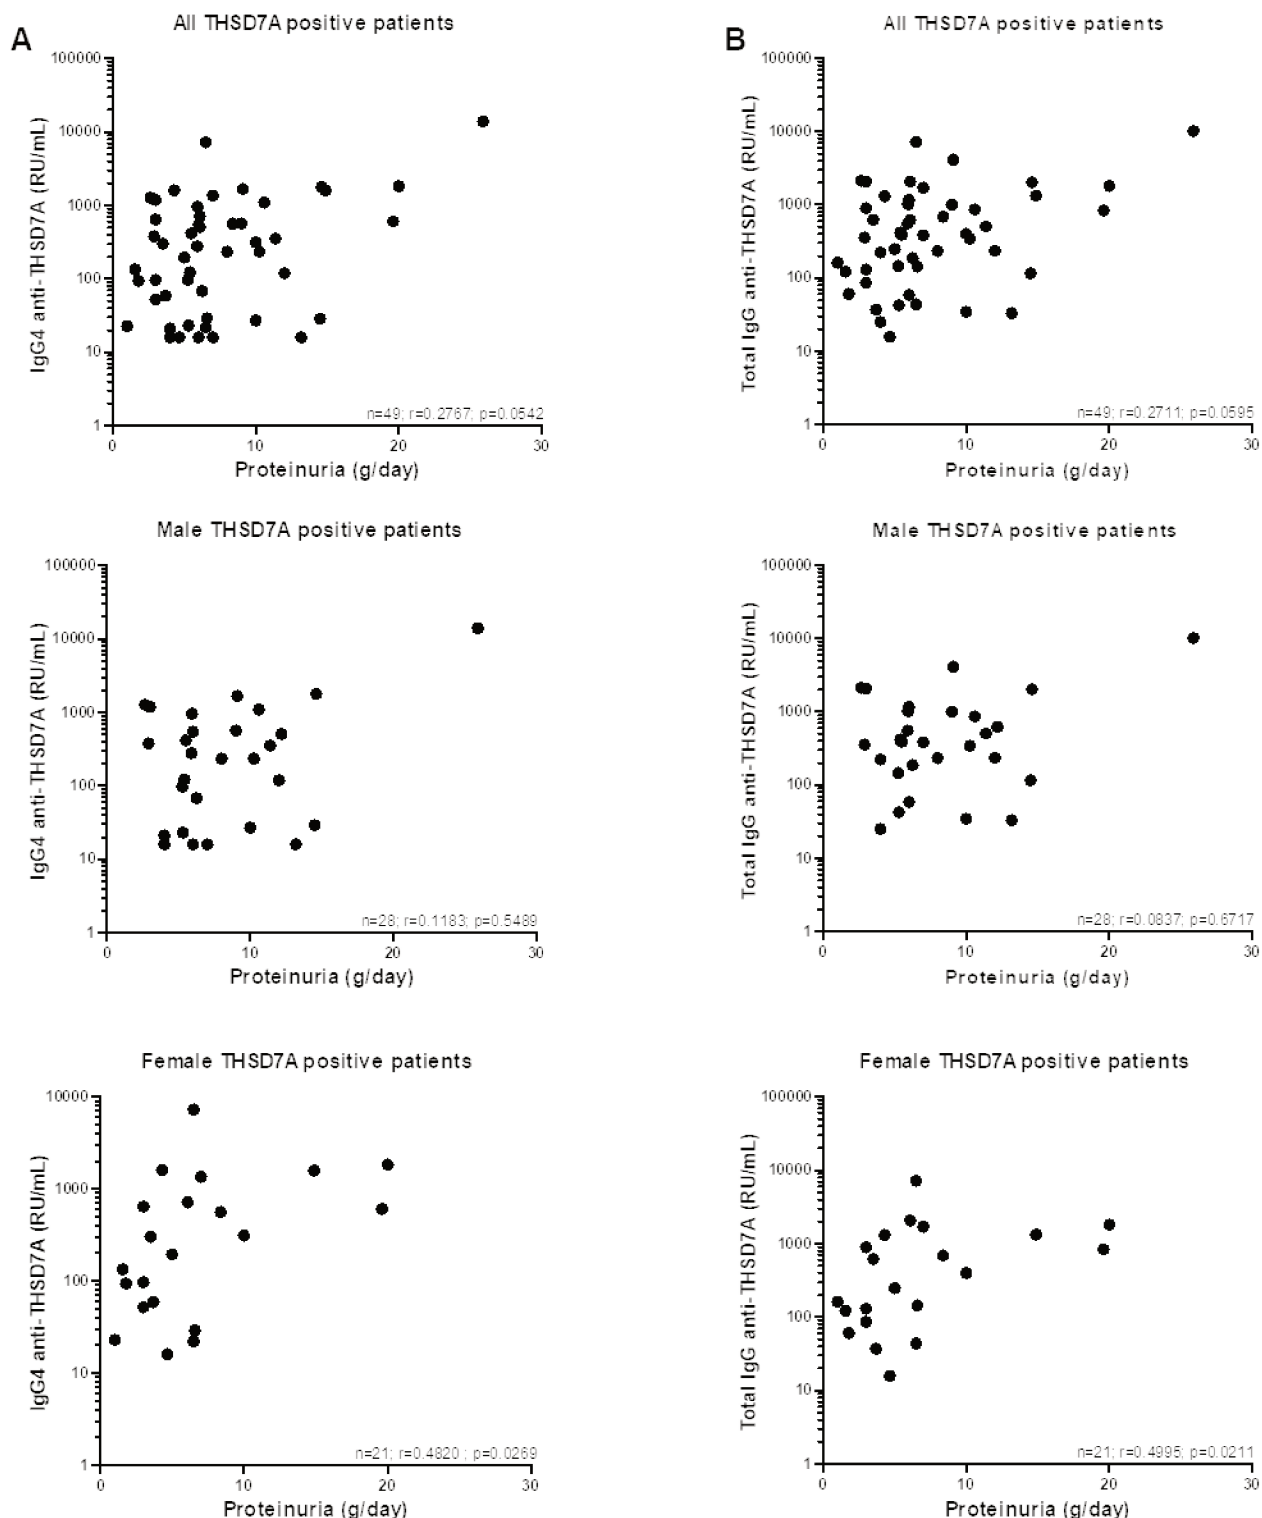 A
All THSD7A positive patients
IgG4 anti-THSD7A (RU/mL)
100000
10000
1000
100
10
1
n=49; r=0.2767; p=0.0542
0 10 20 30
Proteinuria (g/day)
B
All THSD7A positive patients
Total IgG anti-THSD7A (RU/mL)
100000
10000
1000
100
10
1
n=49; r=0.2711; p=0.0595
0 10 20 30
Proteinuria (g/day)
Male THSD7A positive patients
IgG4 anti-THSD7A (RU/mL)
100000
10000
1000
100
10
1
n=28; r=0.1183; p=0.5489
0 10 20 30
Proteinuria (g/day)
Male THSD7A positive patients
Total IgG anti-THSD7A (RU/mL)
100000
10000
1000
100
10
1
n=28; r=0.0837; p=0.6717
0 10 20 30
Proteinuria (g/day)
Female THSD7A positive patients
IgG4 anti-THSD7A (RU/mL)
10000
1000
100
10
1
n=21; r=0.4820 ; p=0.0269
0 10 20 30
Proteinuria (g/day)
Female THSD7A positive patients
Total IgG anti-THSD7A (RU/mL)
100000
10000
1000
100
10
1
n=21; r=0.4995; p=0.0211
0 10 20 30
Proteinuria (g/day)